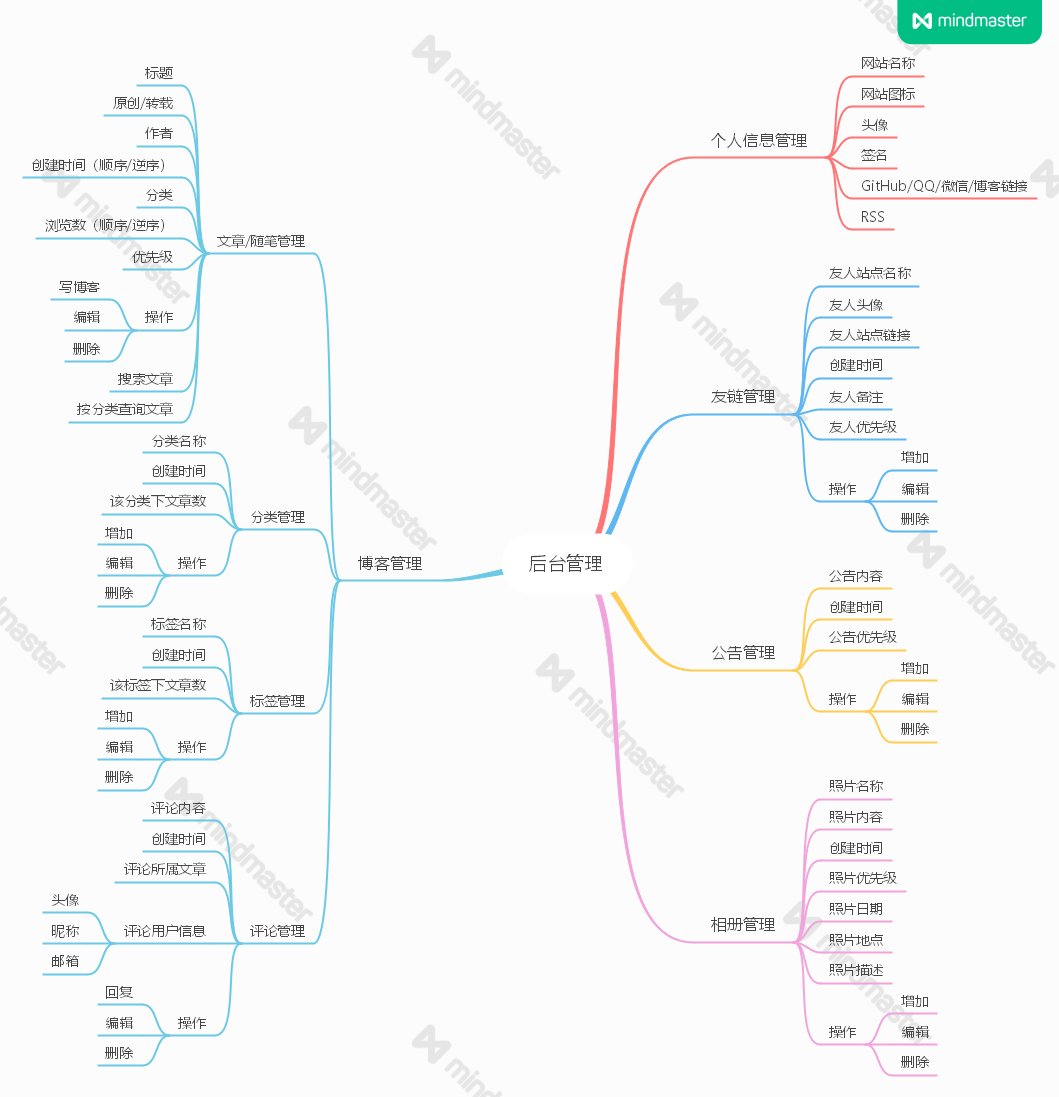 mindmaster
后台管理
个人信息管理
网站名称
网站图标
头像
签名
GitHub/QQ/微信/博客链接
RSS
友链管理
友人站点名称
友人头像
友人站点链接
创建时间
友人备注
友人优先级
操作
增加
编辑
删除
公告管理
公告内容
创建时间
公告优先级
操作
增加
编辑
删除
相册管理
照片名称
照片内容
创建时间
照片优先级
照片日期
照片地点
照片描述
操作
增加
编辑
删除
博客管理
文章/随笔管理
标题
原创/转载
作者
创建时间（顺序/逆序）
分类
浏览数（顺序/逆序）
优先级
操作
写博客
编辑
删除
搜索文章
按分类查询文章
分类管理
分类名称
创建时间
该分类下文章数
操作
增加
编辑
删除
标签管理
标签名称
创建时间
该标签下文章数
操作
增加
编辑
删除
评论管理
评论内容
创建时间
评论所属文章
评论用户信息
头像
昵称
邮箱
操作
回复
编辑
删除
mindmaster
mindmaster
mindmaster
mindmaster
mindmaster
mindmaster
mindmaster
mindmaster